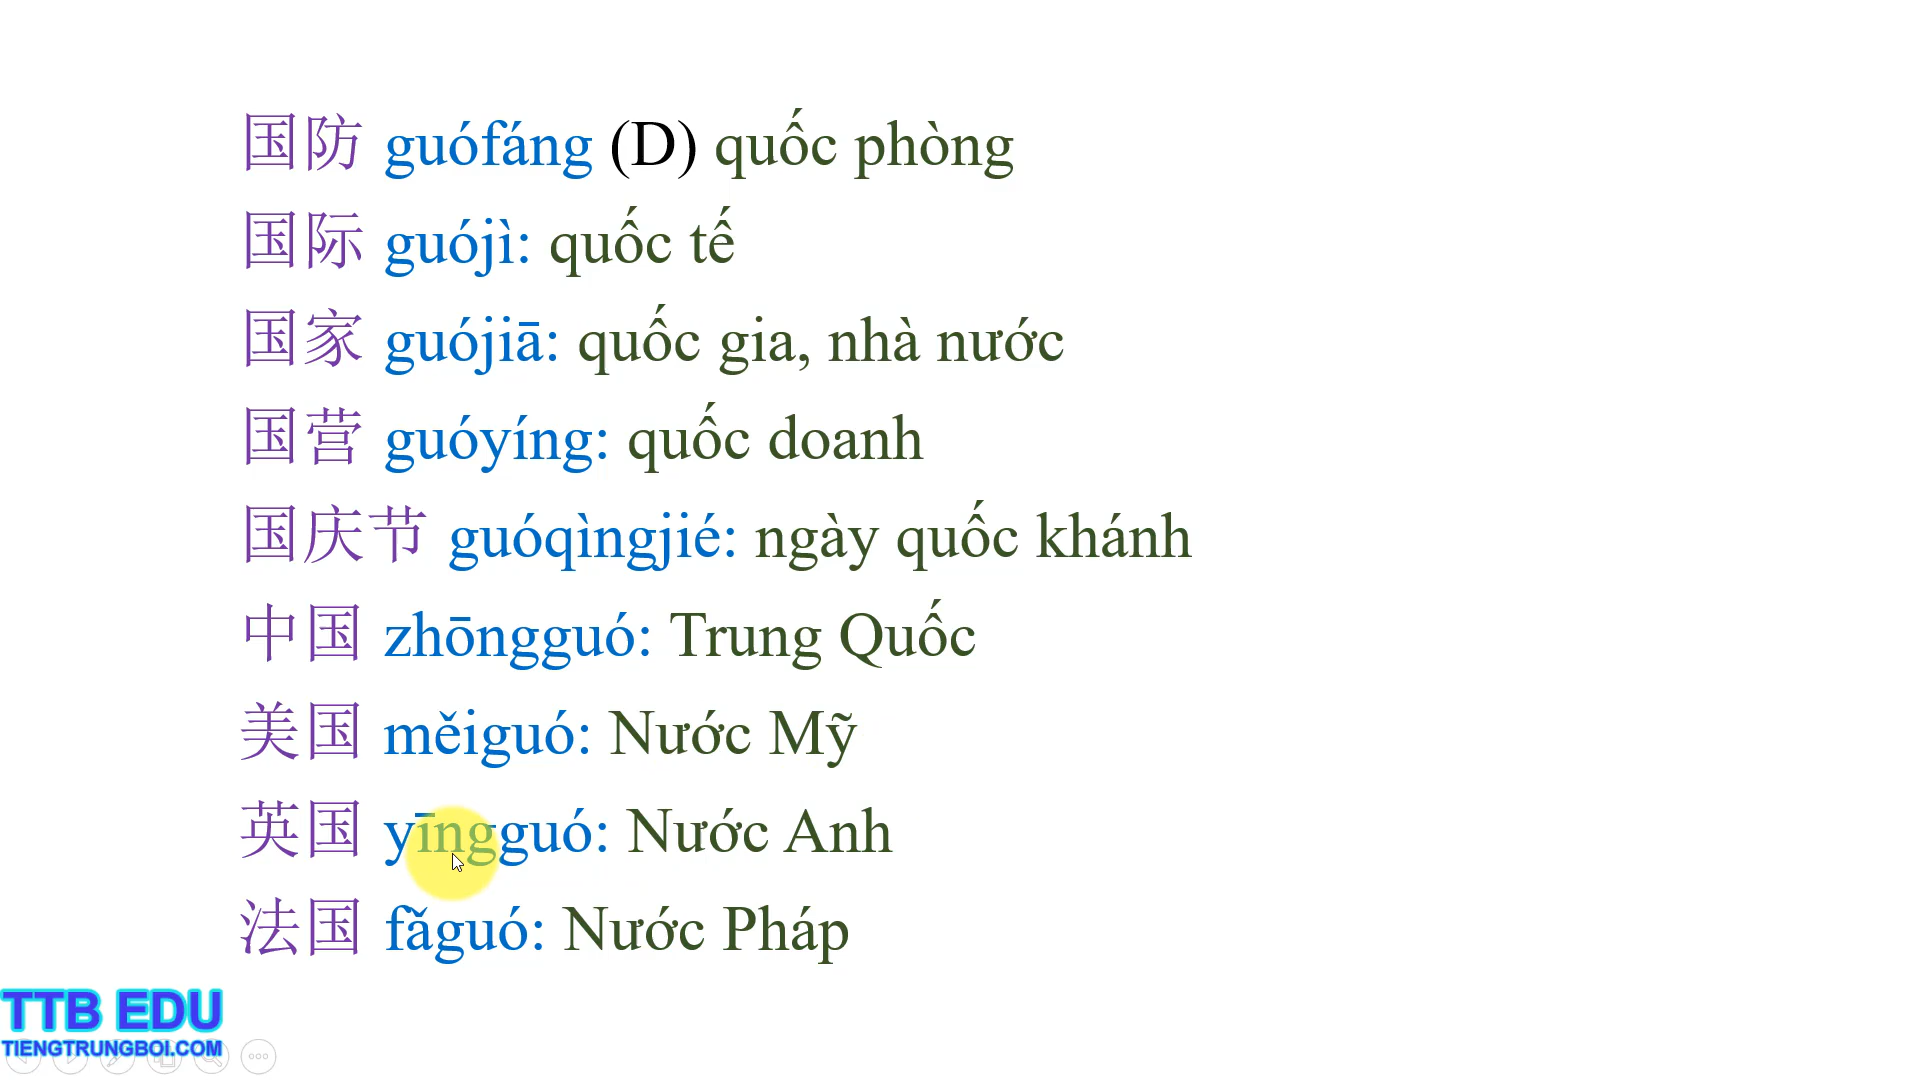 国防 guófáng (D) quốc phòng
国际 guójì: quốc tế
国家 guójiā: quốc gia, nhà nước
国营 guóyíng: quốc doanh
国庆节 guóqìngjié: ngày quốc khánh
中国 zhōngguó: Trung Quốc
美国 měiguó: Nước Mỹ
英国 yīngguó: Nước Anh
法国 fǎguó: Nước Pháp
TTB EDU
TIENGTRUNGBOI.COM